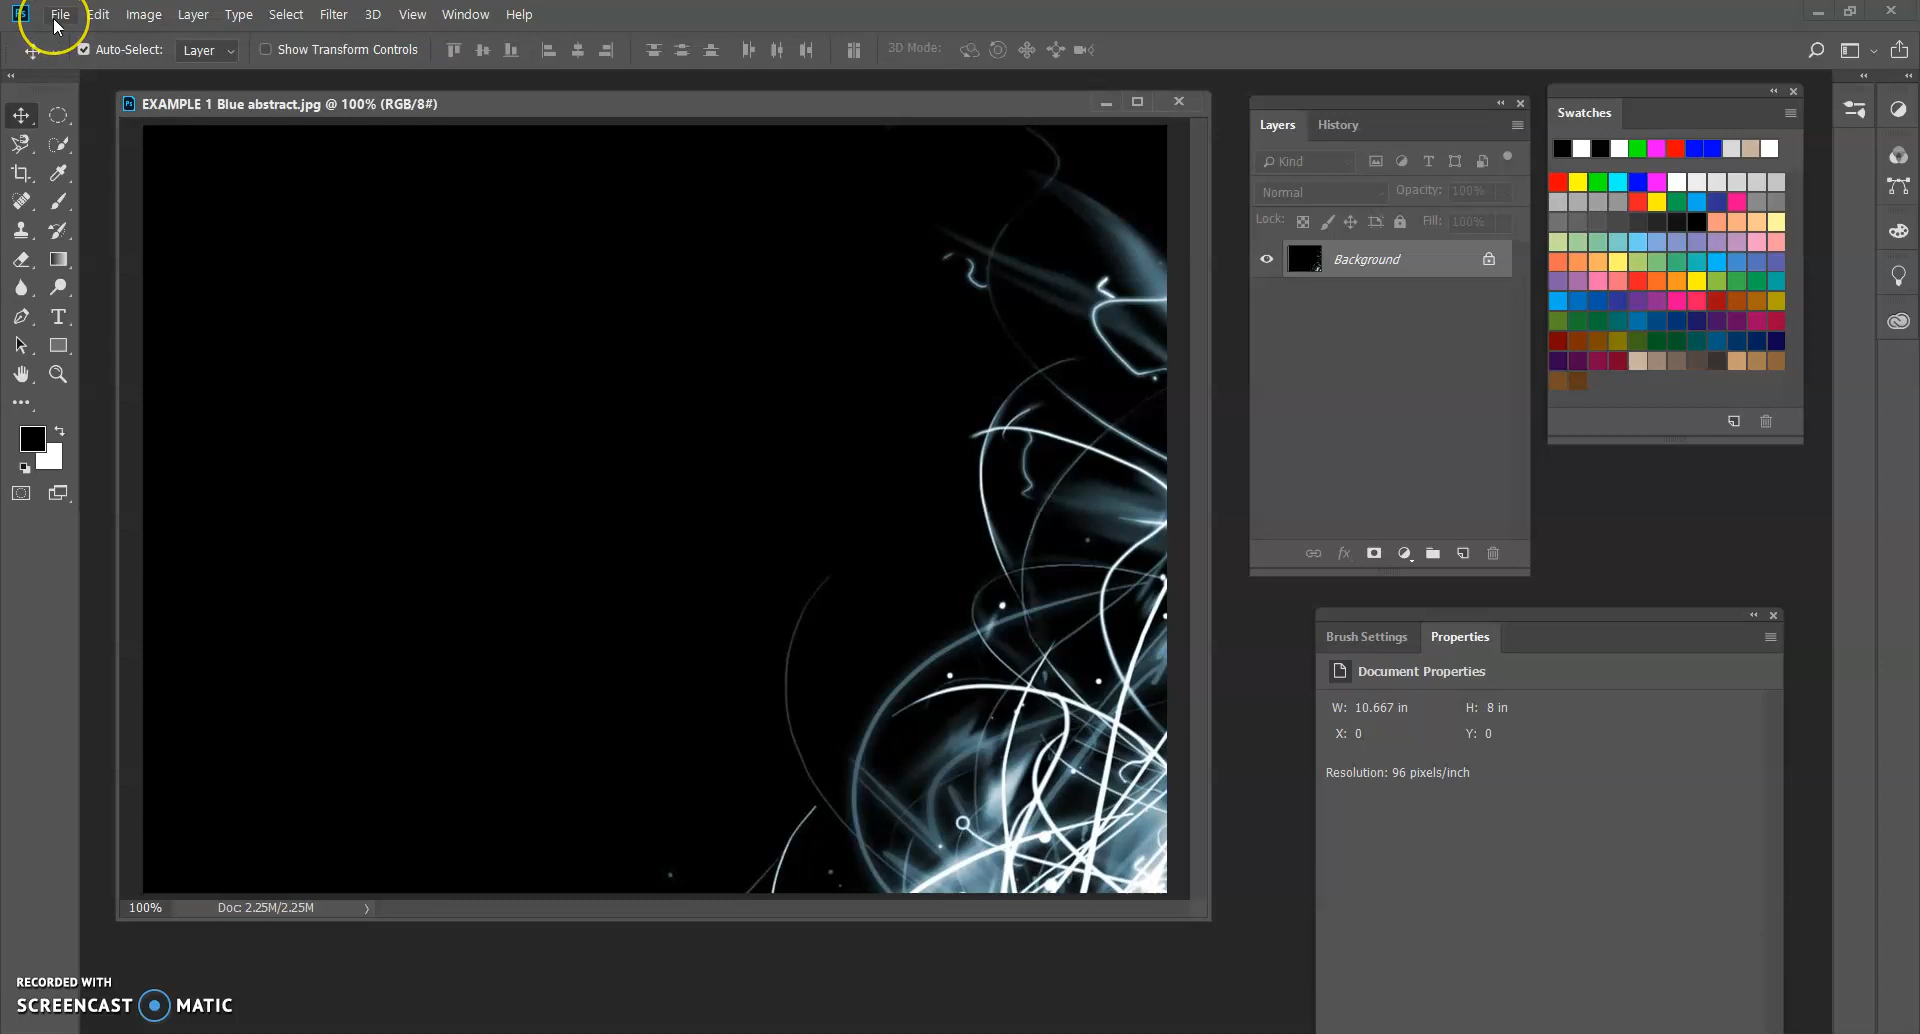 Ps File Edit Image Layer Type Select Filter 3D View Window Help
Auto-Select: Layer Show Transform Controls 3D Mode:
Ps EXAMPLE 1 Blue abstract.jpg @ 100% (RGB/8#)
Layers History
Kind
Normal Opacity: 100%
Lock: Fill: 100%
Background
fx
Swatches
Brush Settings Properties
Document Properties
W: 10.667 in H: 8 in
X: 0 Y: 0
Resolution: 96 pixels/inch
100% Doc: 2.25M/2.25M
RECORDED WITH
SCREENCAST MATIC